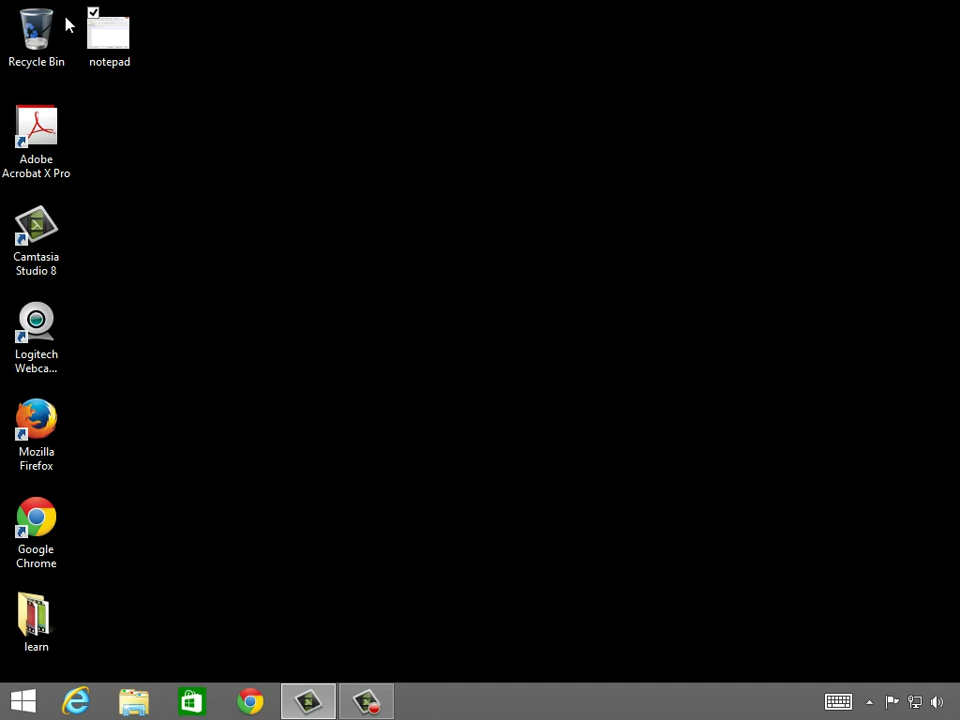 Recycle Bin
notepad
Adobe
Acrobat X Pro
Camtasia
Studio 8
Logitech
Webca...
Mozilla
Firefox
Google
Chrome
learn